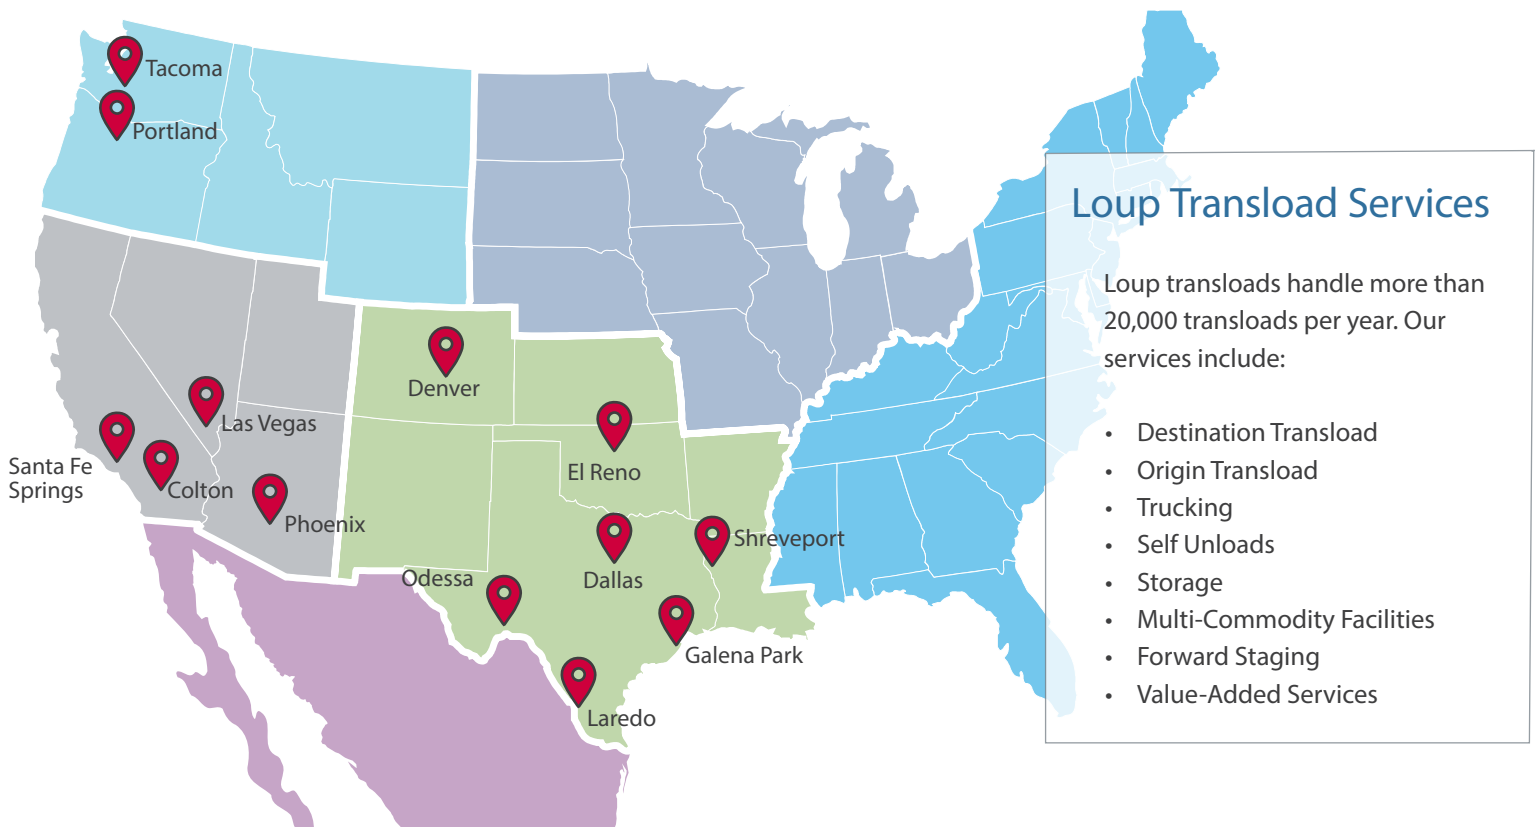 Tacoma
Portland
Denver
Las Vegas
El Reno
Santa Fe
Springs
Colton
Phoenix
Shreveport
Odessa
Dallas
Galena Park
Laredo
Loup Transload Services
Loup transloads handle more than
20,000 transloads per year. Our
services include:
• Destination Transload
• Origin Transload
• Trucking
• Self Unloads
• Storage
• Multi-Commodity Facilities
• Forward Staging
• Value-Added Services